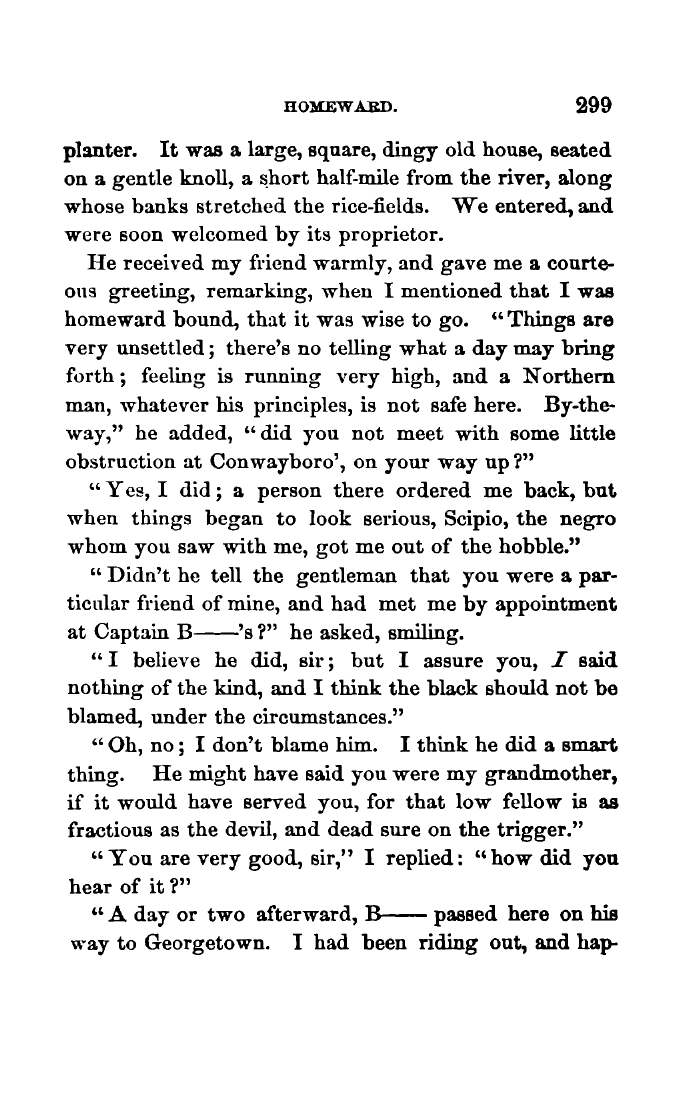 HOMEWARD. 299
planter. It was a large, square, dingy old house, seated
on a gentle knoll, a short half-mile from the river, along
whose banks stretched the rice-fields. We entered, and
were soon welcomed by its proprietor.
He received my friend warmly, and gave me a courte-
ous greeting, remarking, when I mentioned that I was
homeward bound, that it was wise to go. “Things are
very unsettled; there’s no telling what a day may bring
forth; feeling is running very high, and a Northern
man, whatever his principles, is not safe here. By-the-
way,” he added, “did you not meet with some little
obstruction at Conwayboro’, on your way up?”
“Yes, I did; a person there ordered me back, but
when things began to look serious, Scipio, the negro
whom you saw with me, got me out of the hobble.”
“Didn’t he tell the gentleman that you were a par-
ticular friend of mine, and had met me by appointment
at Captain B——’s?” he asked, smiling.
“I believe he did, sir; but I assure you, I said
nothing of the kind, and I think the black should not be
blamed, under the circumstances.”
“Oh, no; I don’t blame him. I think he did a smart
thing. He might have said you were my grandmother,
if it would have served you, for that low fellow is as
fractious as the devil, and dead sure on the trigger.”
“You are very good, sir,” I replied: “how did you
hear of it?”
“A day or two afterward, B—— passed here on his
way to Georgetown. I had been riding out, and hap-